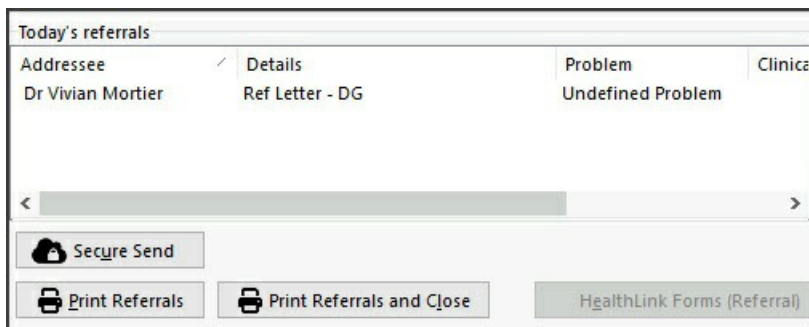 Today's referrals
Addressee Details Problem Clinica
Dr Vivian Mortier Ref Letter - DG Undefined Problem
Secure Send
Print Referrals Print Referrals and Close HealthLink Forms (Referral)